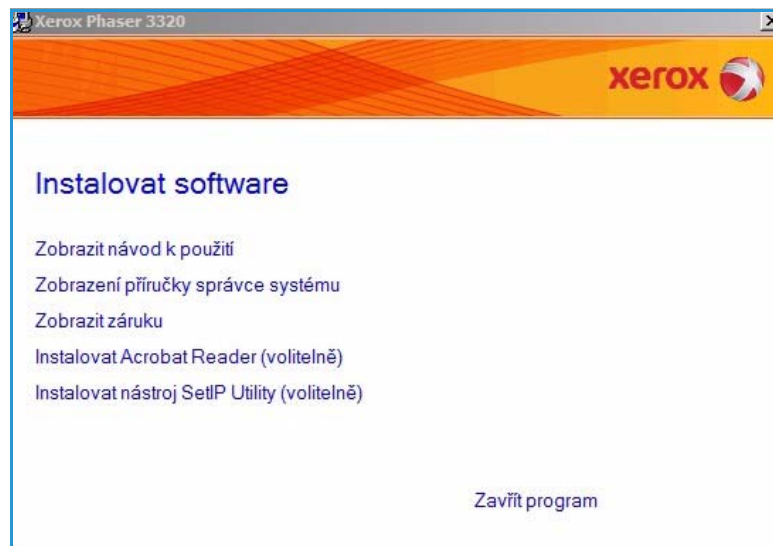 Xerox Phaser 3320
xerox
Instalovat software
Zobrazit návod k použití
Zobrazení příručky správce systému
Zobrazit záruku
Instalovat Acrobat Reader (volitelně)
Instalovat nástroj SetIP Utility (volitelně)
Zavřít program